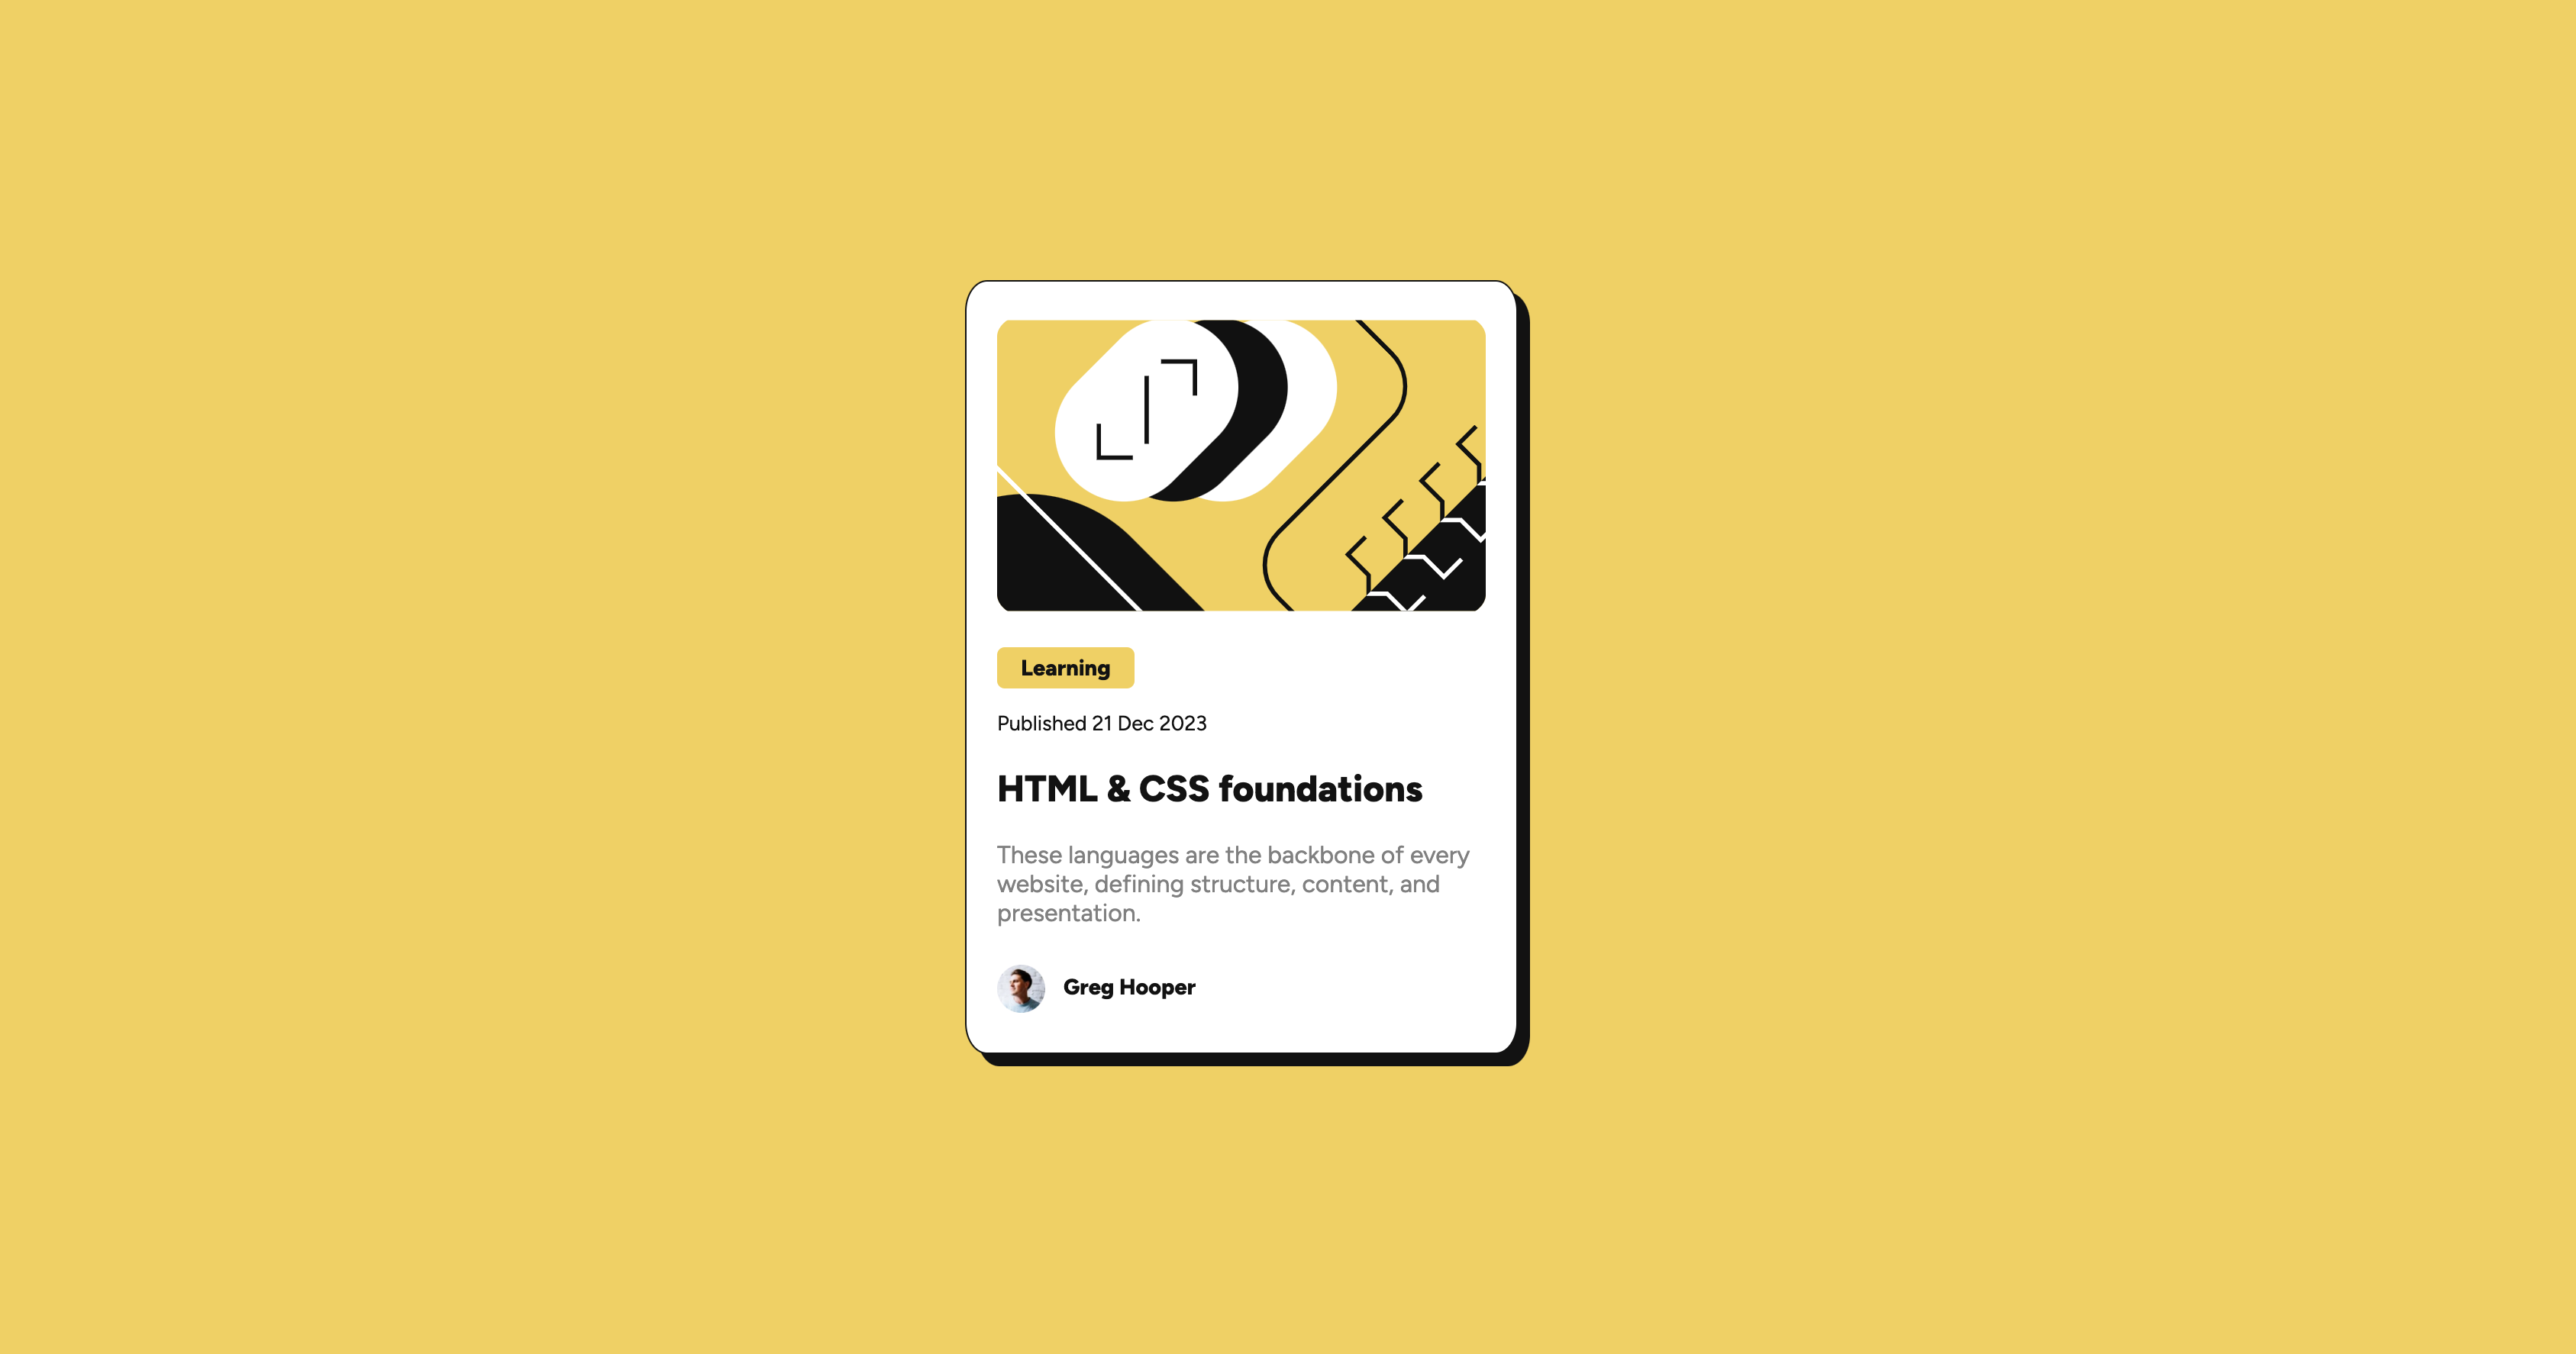 Learning
Published 21 Dec 2023
HTML & CSS foundations
These languages are the backbone of every
website, defining structure, content, and
presentation.
Greg Hooper